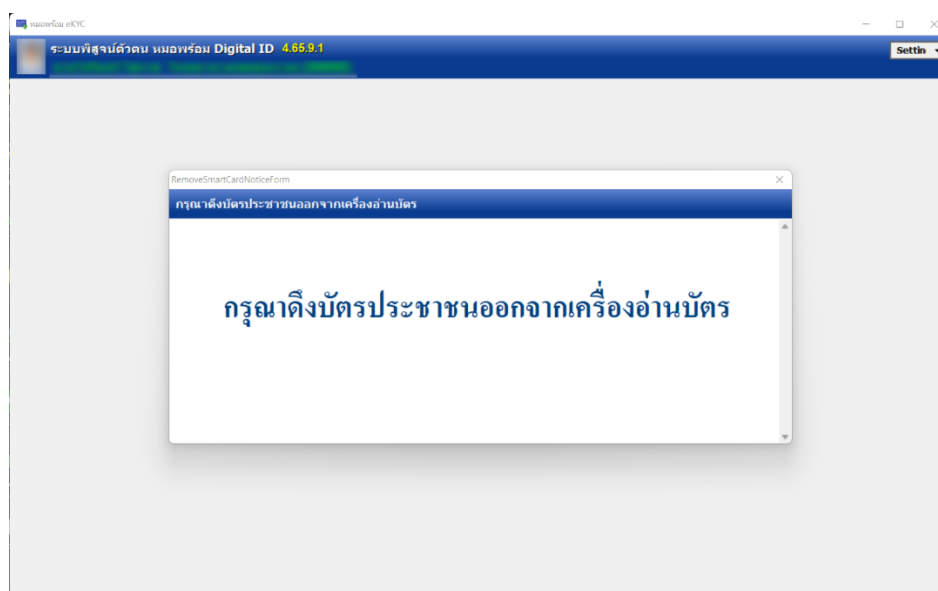 หมอพร้อม eKYC
ระบบพิสูจน์ตัวตน หมอพร้อม Digital ID 4.65.9.1
Settin
RemoveSmartCardNoticeForm
กรุณาดึงบัตรประชาชนออกจากเครื่องอ่านบัตร
กรุณาดึงบัตรประชาชนออกจากเครื่องอ่านบัตร